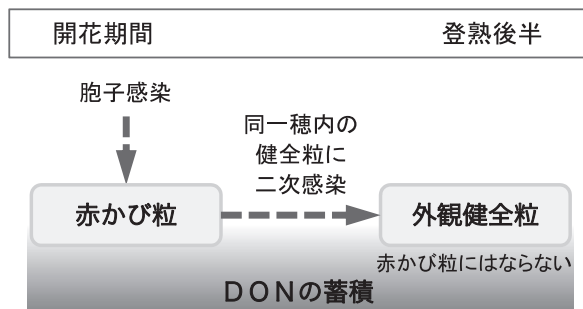 開花期間
登熟後半
胞子感染
同一穂内の
健全粒に
二次感染
赤かび粒
外観健全粒
赤かび粒にはならない
ＤＯＮの蓄積